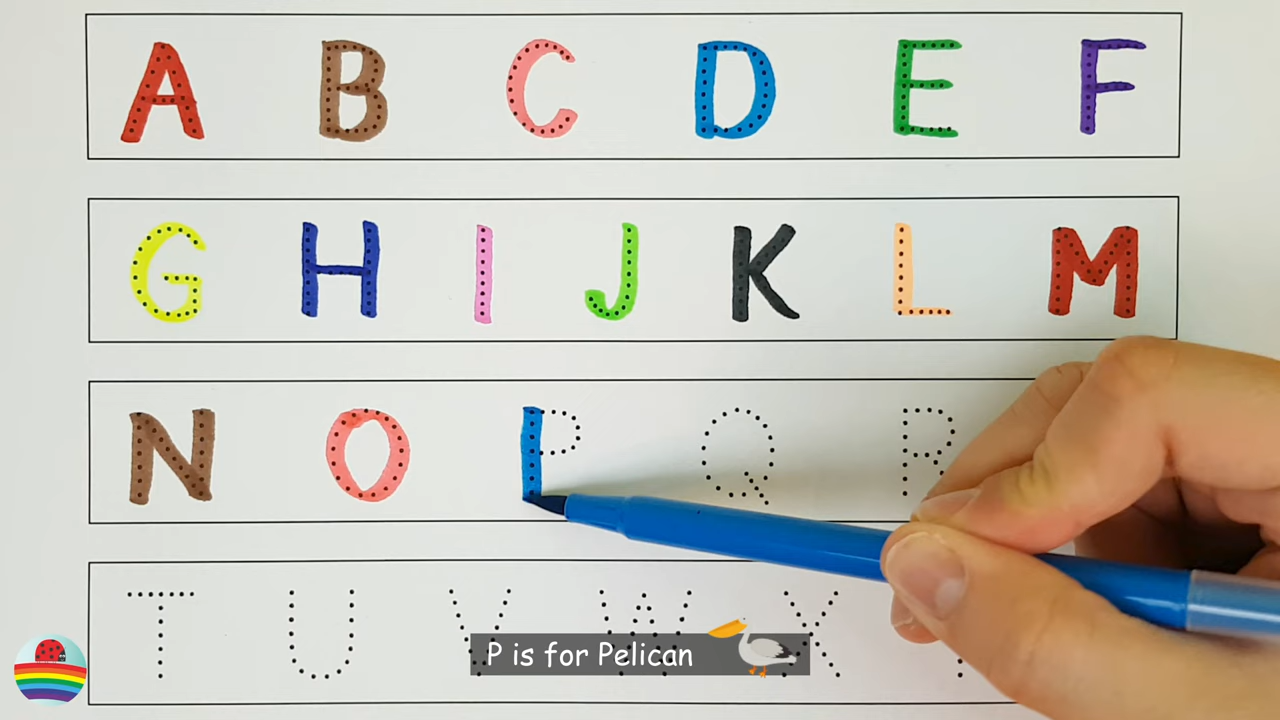 A B C D E F
G H I J K L M
N O P Q R
T U V W X
P is for Pelican